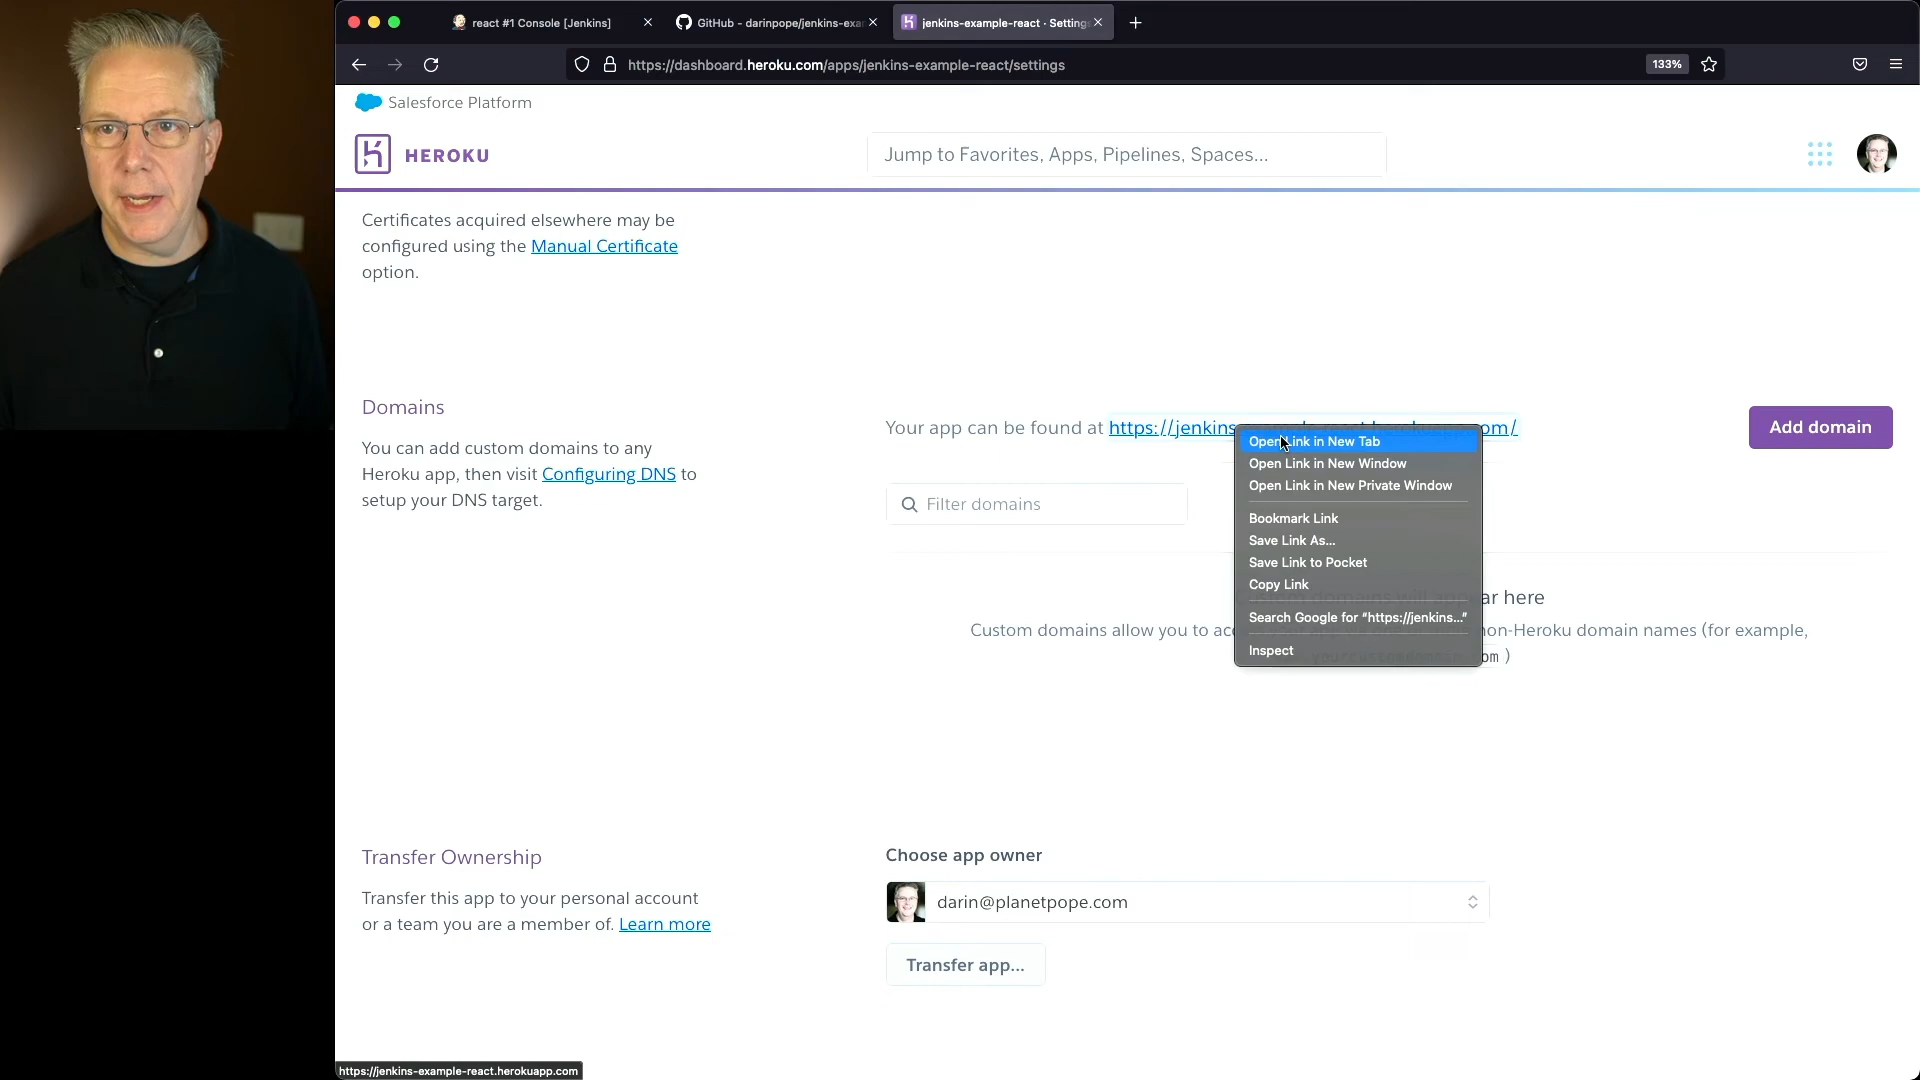 react #1 Console [Jenkins]
GitHub - darinpope/jenkins-exa
jenkins-example-react · Setting
https://dashboard.heroku.com/apps/jenkins-example-react/settings
133%
Salesforce Platform
HEROKU
Jump to Favorites, Apps, Pipelines, Spaces...
Certificates acquired elsewhere may be
configured using the Manual Certificate
option.
Domains
You can add custom domains to any
Heroku app, then visit Configuring DNS to
setup your DNS target.
Your app can be found at https://jenkins
om/
Add domain
Filter domains
Open Link in New Tab
Open Link in New Window
Open Link in New Private Window
Bookmark Link
Save Link As...
Save Link to Pocket
Copy Link
Search Google for "https://jenkins..."
Inspect
ar here
Custom domains allow you to acc
non-Heroku domain names (for example,
om )
Transfer Ownership
Transfer this app to your personal account
or a team you are a member of. Learn more
Choose app owner
darin@planetpope.com
Transfer app...
https://jenkins-example-react.herokuapp.com